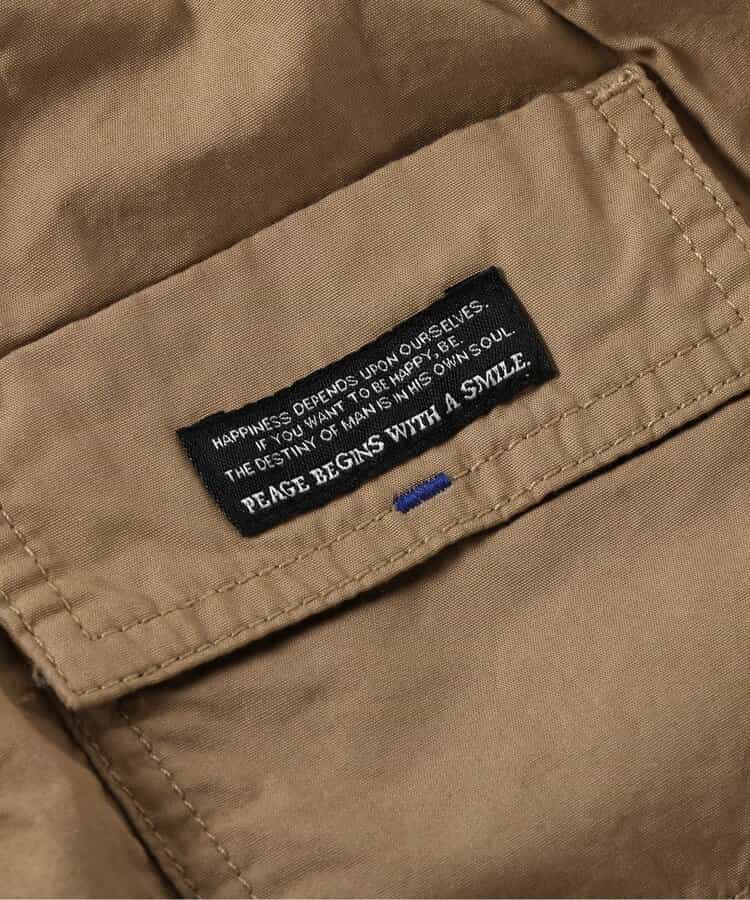 HAPPINESS DEPENDS UPON OURSELVES.
IF YOU WANT TO BE HAPPY, BE.
THE DESTINY OF MAN IS IN HIS OWN SOUL.
PEAGE BEGINS WITH A SMILE.